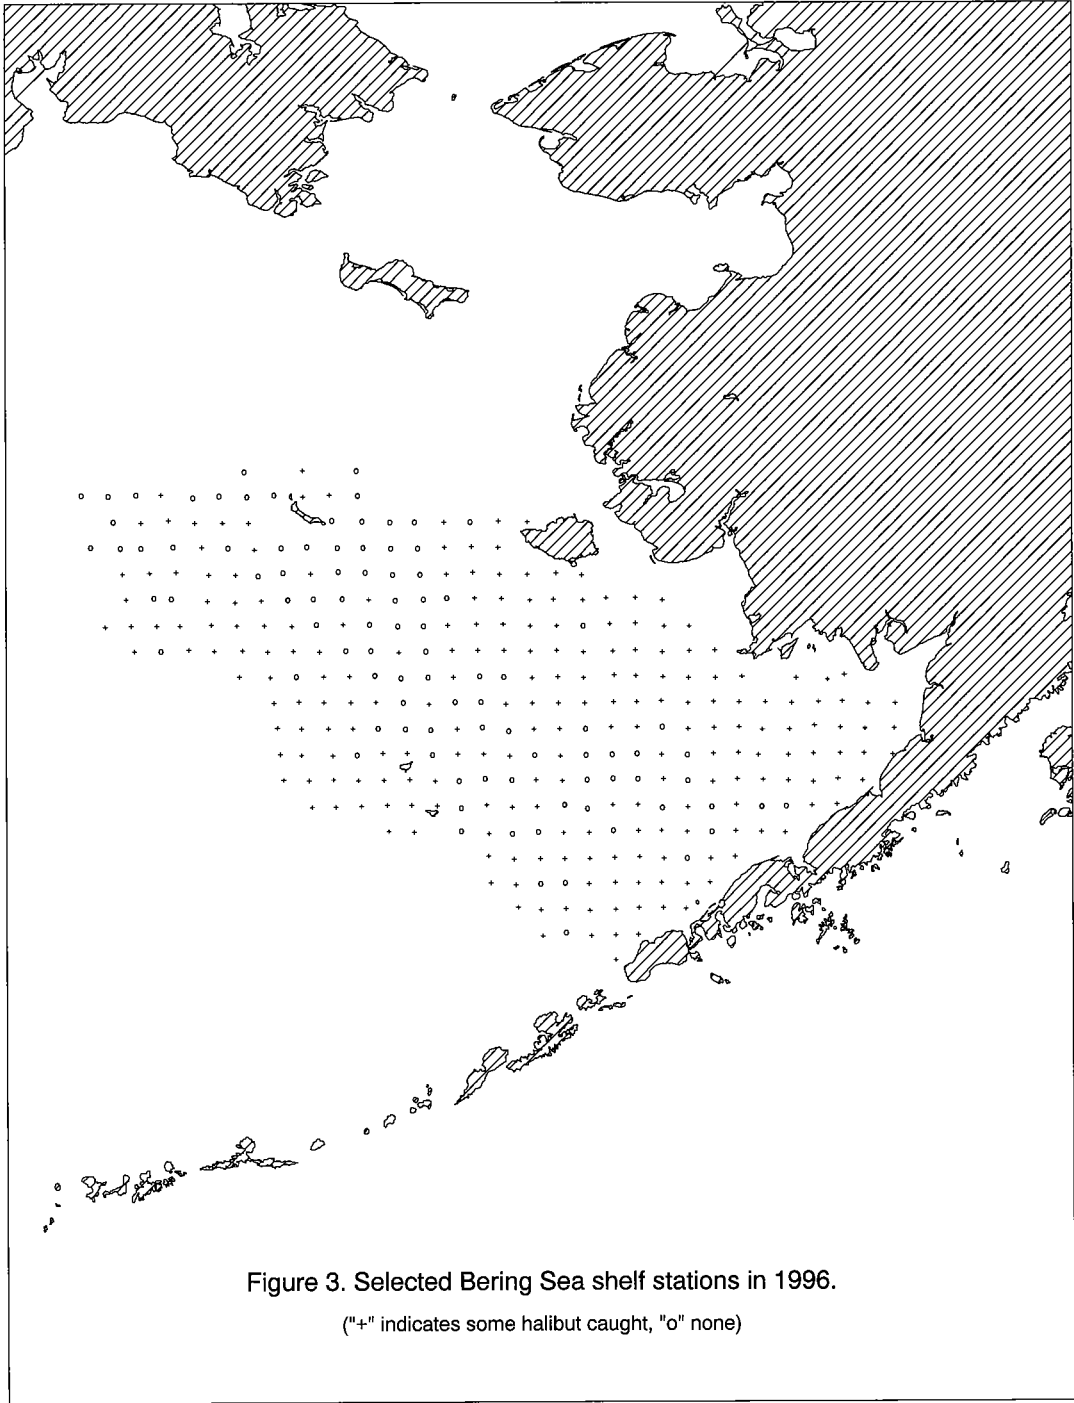 Figure 3. Selected Bering Sea shelf stations in 1996.
("+" indicates some halibut caught, "o" none)